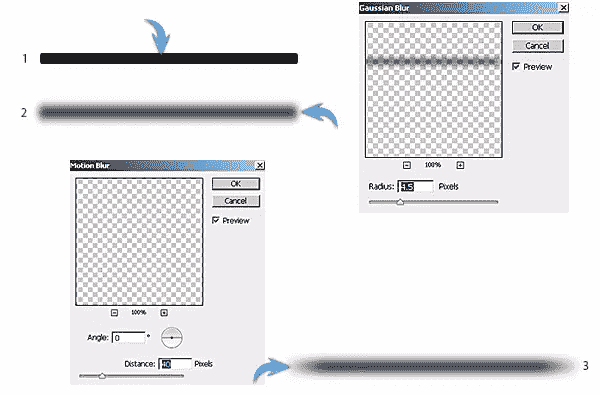 Gaussian Blur
OK
Cancel
Preview
100%
Radius: 4.5 Pixels
1
2
Motion Blur
OK
Cancel
Preview
100%
Angle: 0 °
Distance: 40 Pixels
3